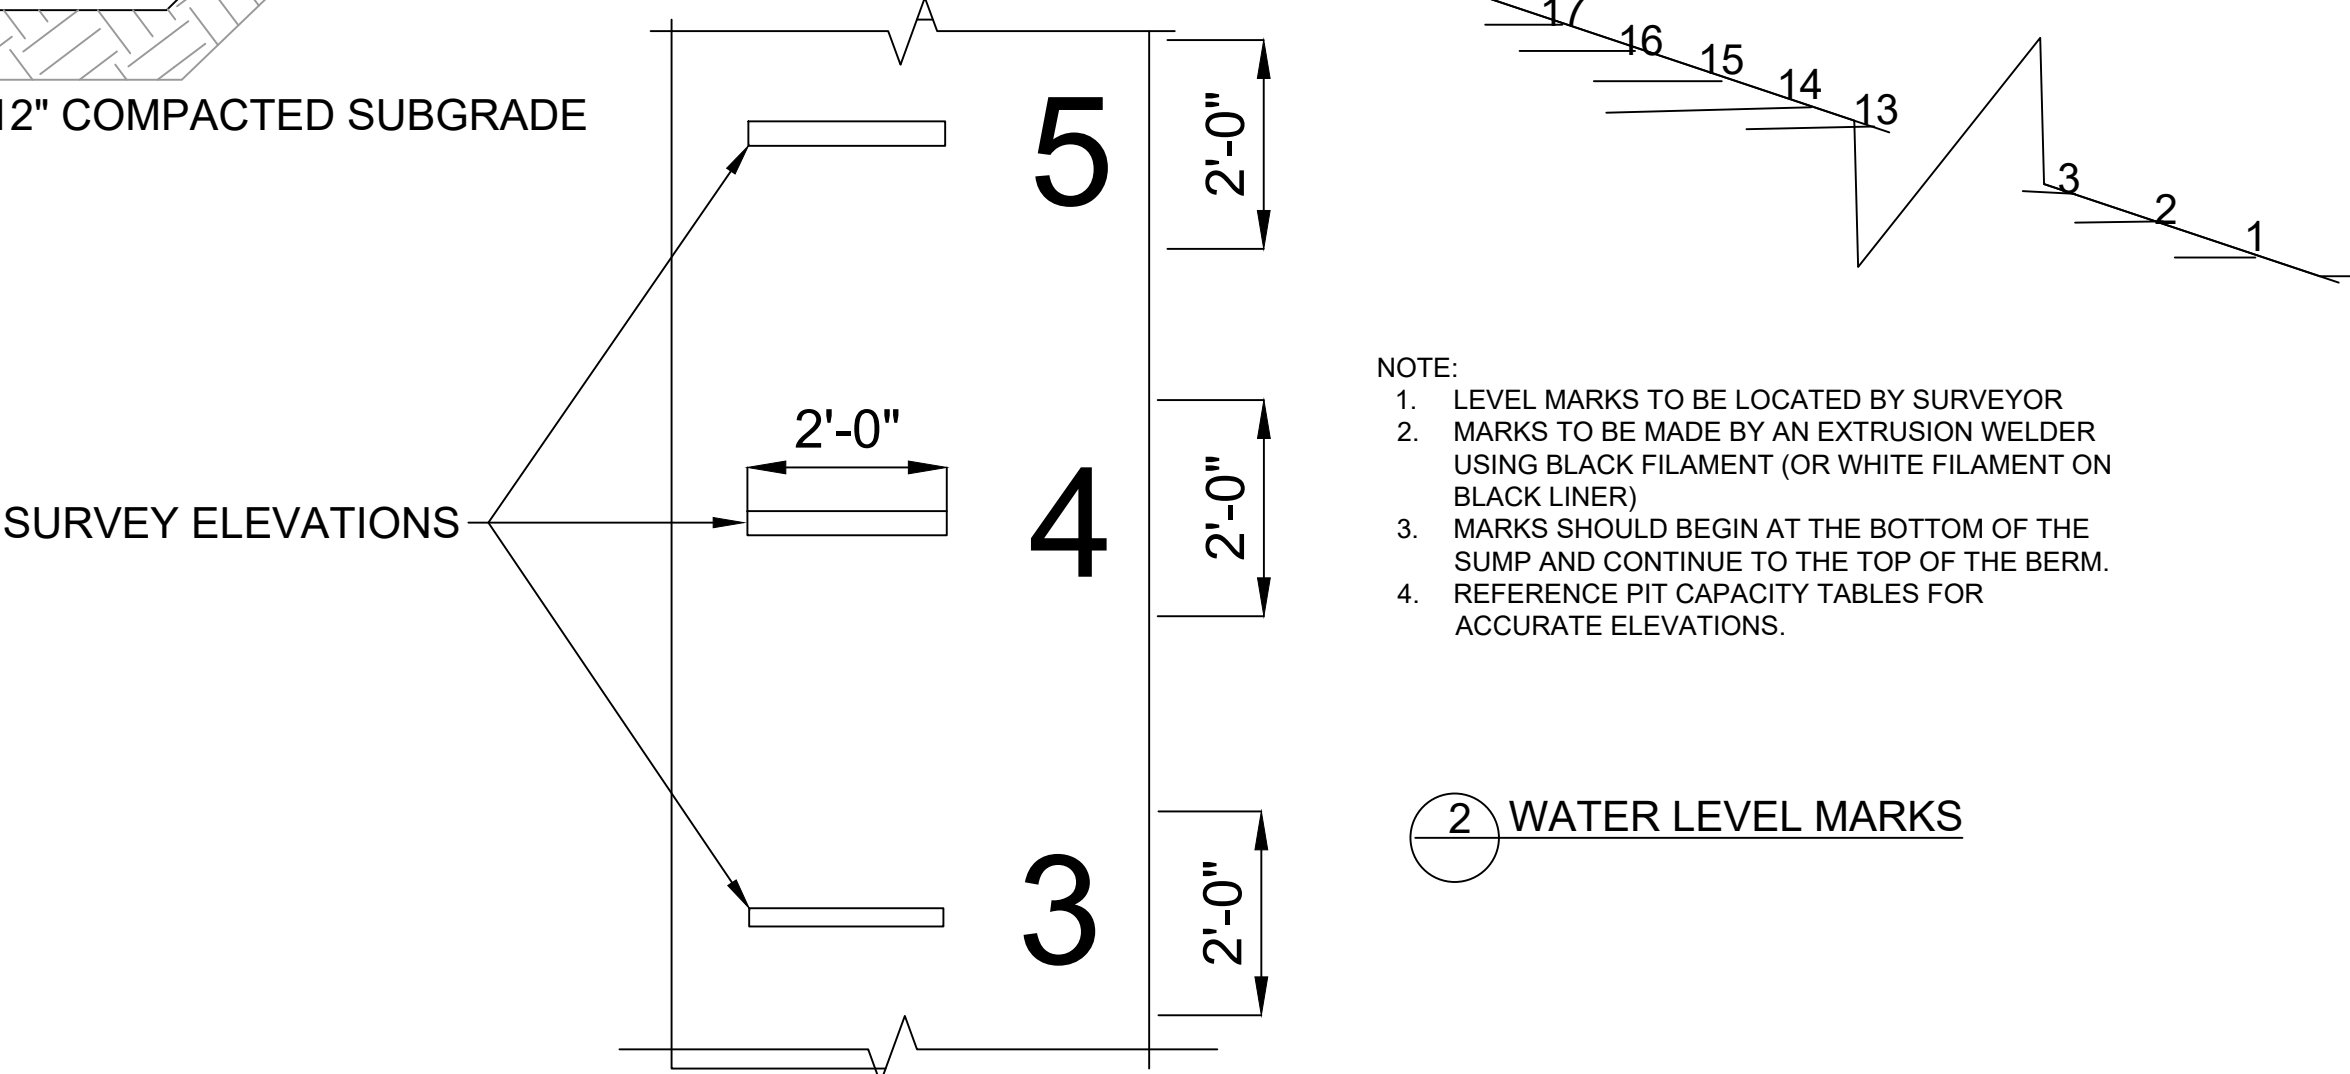 12" COMPACTED SUBGRADE
SURVEY ELEVATIONS
5
2'-0"
2'-0"
4
2'-0"
3
2'-0"
17
16
15
14
13
3
2
1
NOTE:
1. LEVEL MARKS TO BE LOCATED BY SURVEYOR
2. MARKS TO BE MADE BY AN EXTRUSION WELDER
USING BLACK FILAMENT (OR WHITE FILAMENT ON
BLACK LINER)
3. MARKS SHOULD BEGIN AT THE BOTTOM OF THE
SUMP AND CONTINUE TO THE TOP OF THE BERM.
4. REFERENCE PIT CAPACITY TABLES FOR
ACCURATE ELEVATIONS.
2 WATER LEVEL MARKS